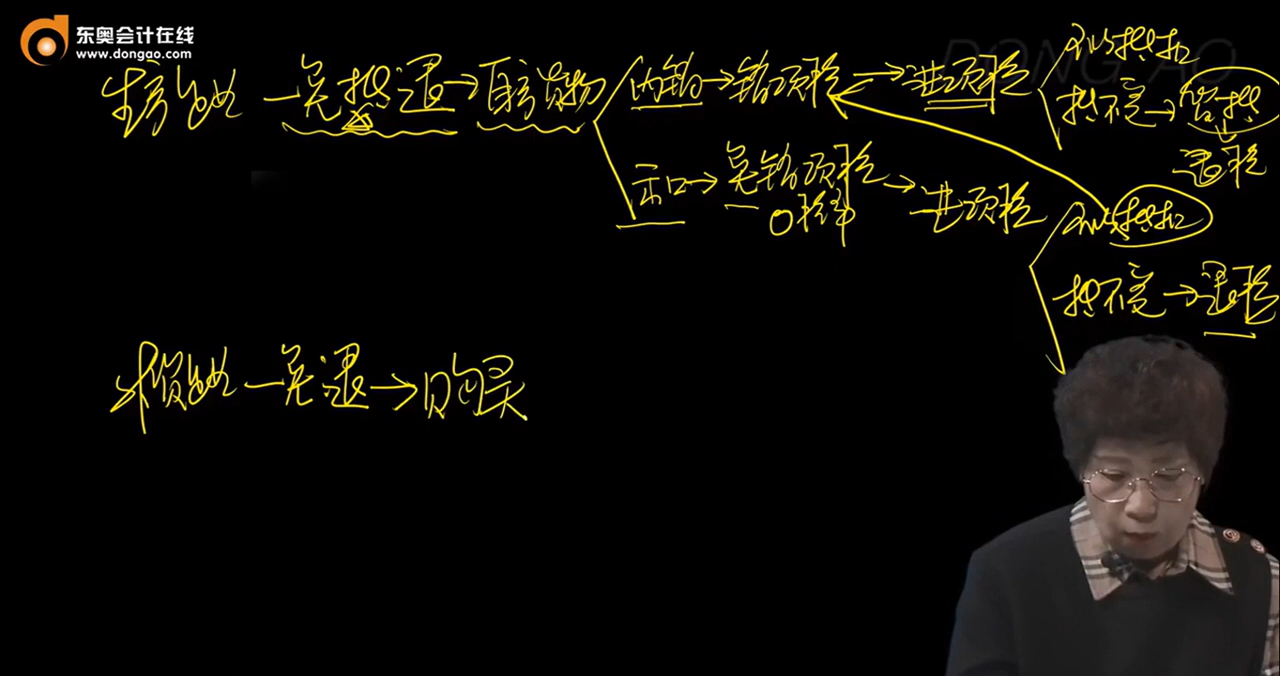 东奥会计在线
www.dongao.com
DONG AO
生产企业 — 免抵退 → 自产货物
内销 → 销项税 → 进项税
可以抵扣
抵不完 → 留抵
退税
出口 → 免销项税 → 进项税
0税率
可以抵扣
抵不完 → 退税
外贸企业 — 免退 → 购买